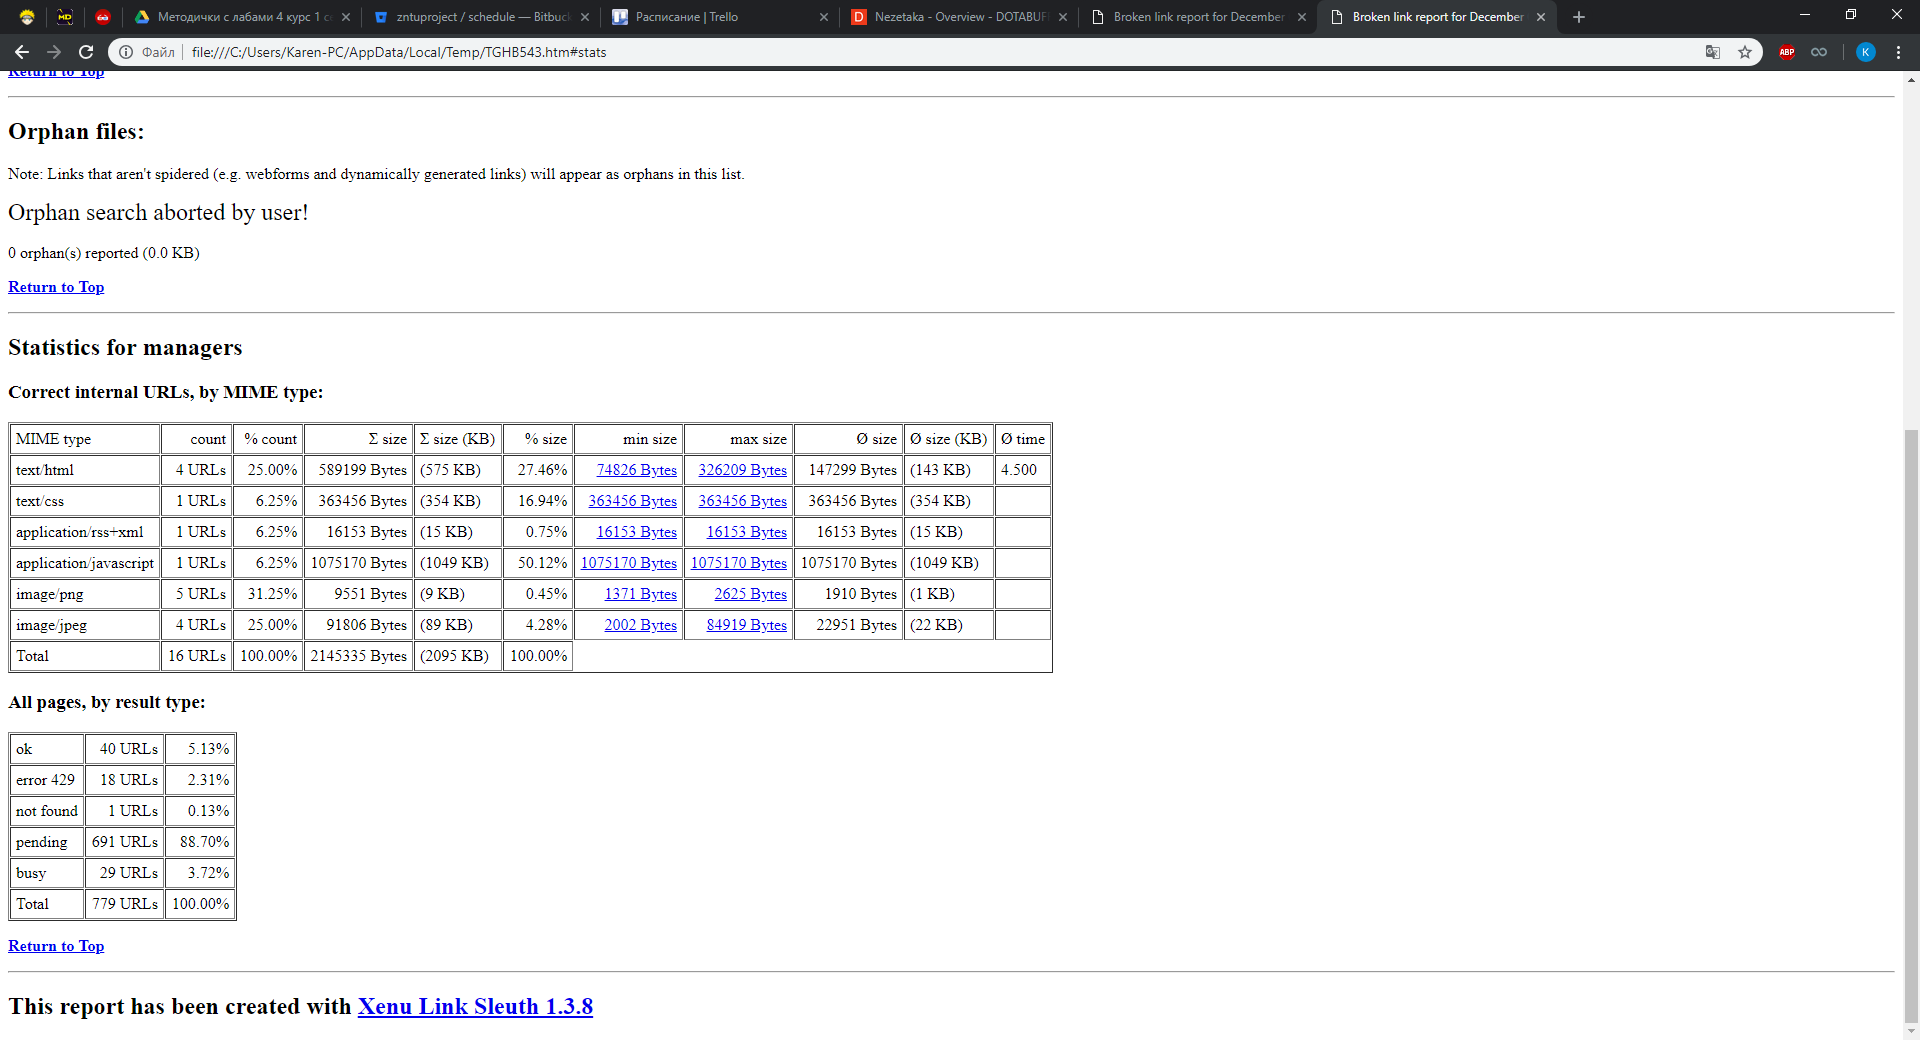 Методички с лабами 4 курс 1 се
zntuproject / schedule — Bitbuck
Расписание | Trello
Nezetaka - Overview - DOTABUF
Broken link report for December
Broken link report for December
Файл file:///C:/Users/Karen-PC/AppData/Local/Temp/TGHB543.htm#stats
ABP
K
Return to Top
Orphan files:
Note: Links that aren't spidered (e.g. webforms and dynamically generated links) will appear as orphans in this list.
Orphan search aborted by user!
0 orphan(s) reported (0.0 KB)
Return to Top
Statistics for managers
Correct internal URLs, by MIME type:
MIME type count % count Σ size Σ size (KB) % size min size max size Ø size Ø size (KB) Ø time
text/html 4 URLs 25.00% 589199 Bytes (575 KB) 27.46% 74826 Bytes 326209 Bytes 147299 Bytes (143 KB) 4.500
text/css 1 URLs 6.25% 363456 Bytes (354 KB) 16.94% 363456 Bytes 363456 Bytes 363456 Bytes (354 KB)
application/rss+xml 1 URLs 6.25% 16153 Bytes (15 KB) 0.75% 16153 Bytes 16153 Bytes 16153 Bytes (15 KB)
application/javascript 1 URLs 6.25% 1075170 Bytes (1049 KB) 50.12% 1075170 Bytes 1075170 Bytes 1075170 Bytes (1049 KB)
image/png 5 URLs 31.25% 9551 Bytes (9 KB) 0.45% 1371 Bytes 2625 Bytes 1910 Bytes (1 KB)
image/jpeg 4 URLs 25.00% 91806 Bytes (89 KB) 4.28% 2002 Bytes 84919 Bytes 22951 Bytes (22 KB)
Total 16 URLs 100.00% 2145335 Bytes (2095 KB) 100.00%
All pages, by result type:
ok 40 URLs 5.13%
error 429 18 URLs 2.31%
not found 1 URLs 0.13%
pending 691 URLs 88.70%
busy 29 URLs 3.72%
Total 779 URLs 100.00%
Return to Top
This report has been created with Xenu Link Sleuth 1.3.8